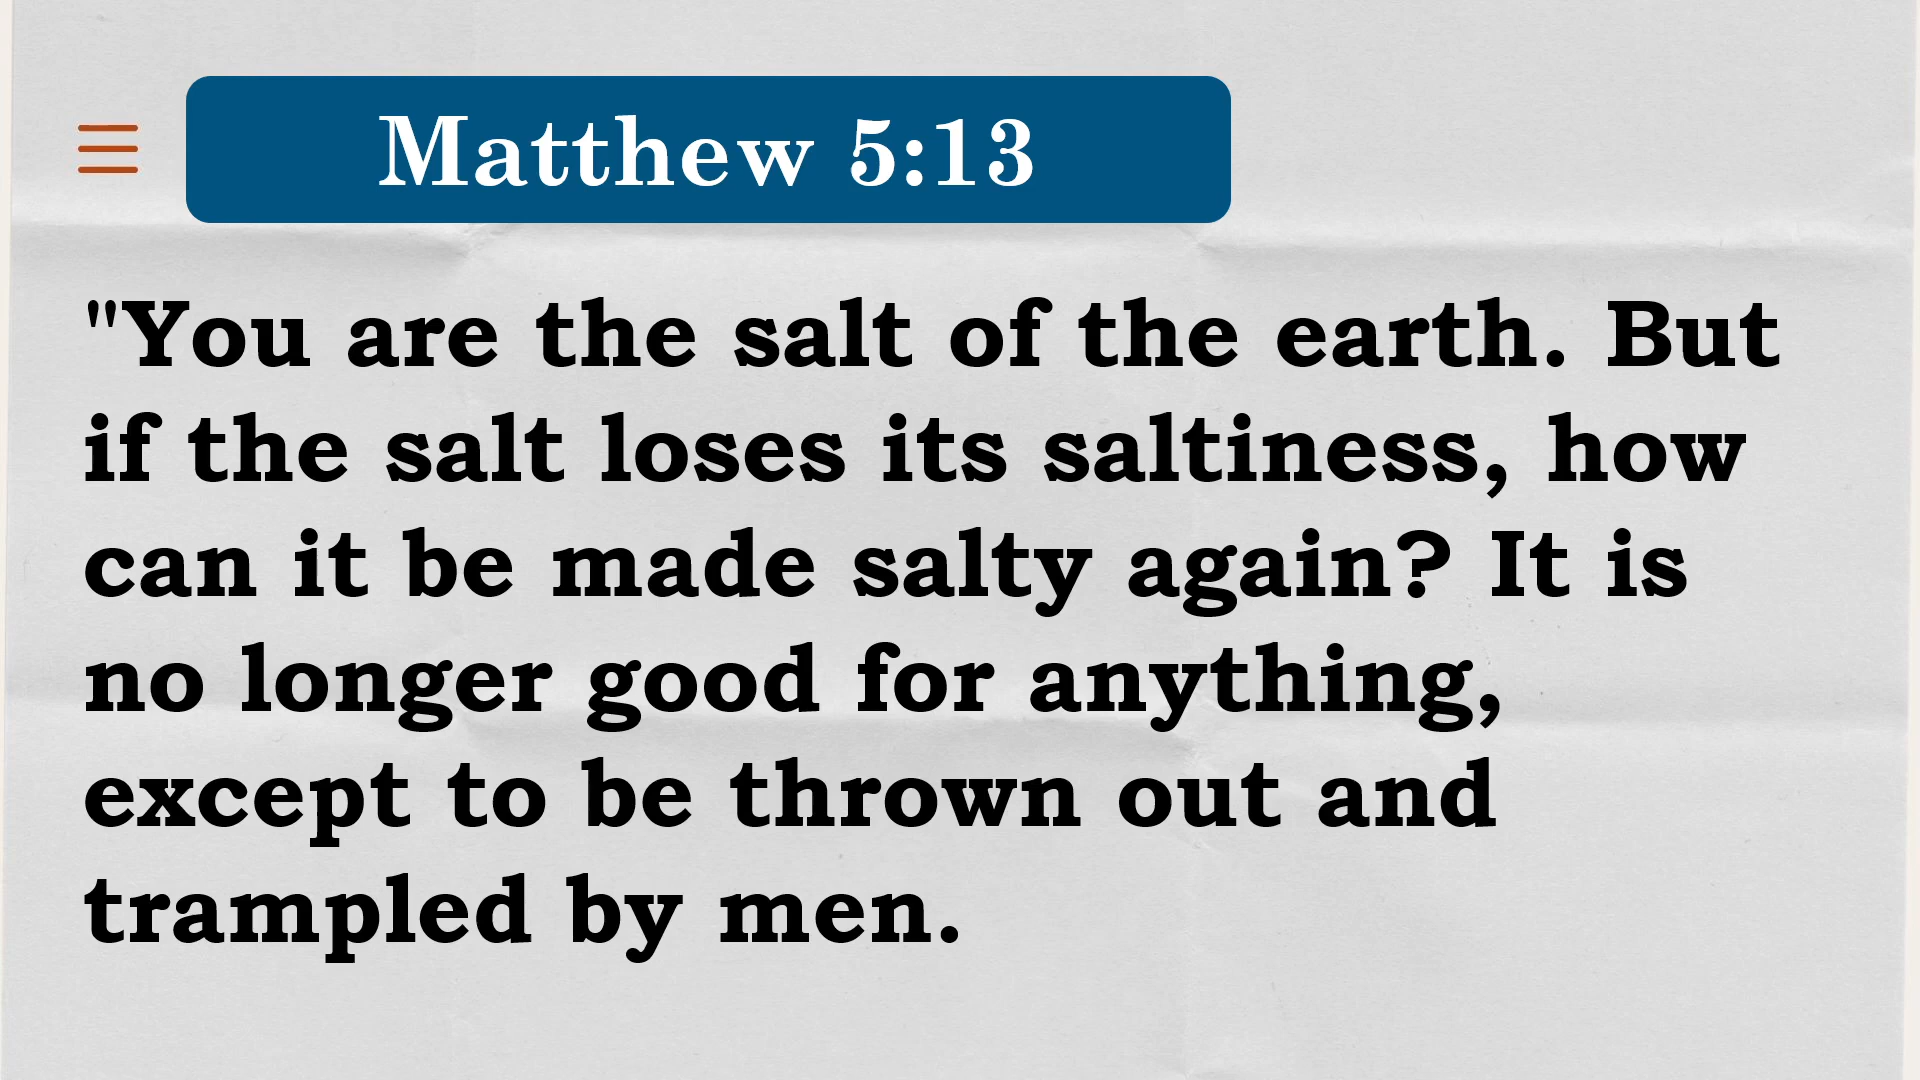 Matthew 5:13
"You are the salt of the earth. But
if the salt loses its saltiness, how
can it be made salty again? It is
no longer good for anything,
except to be thrown out and
trampled by men.